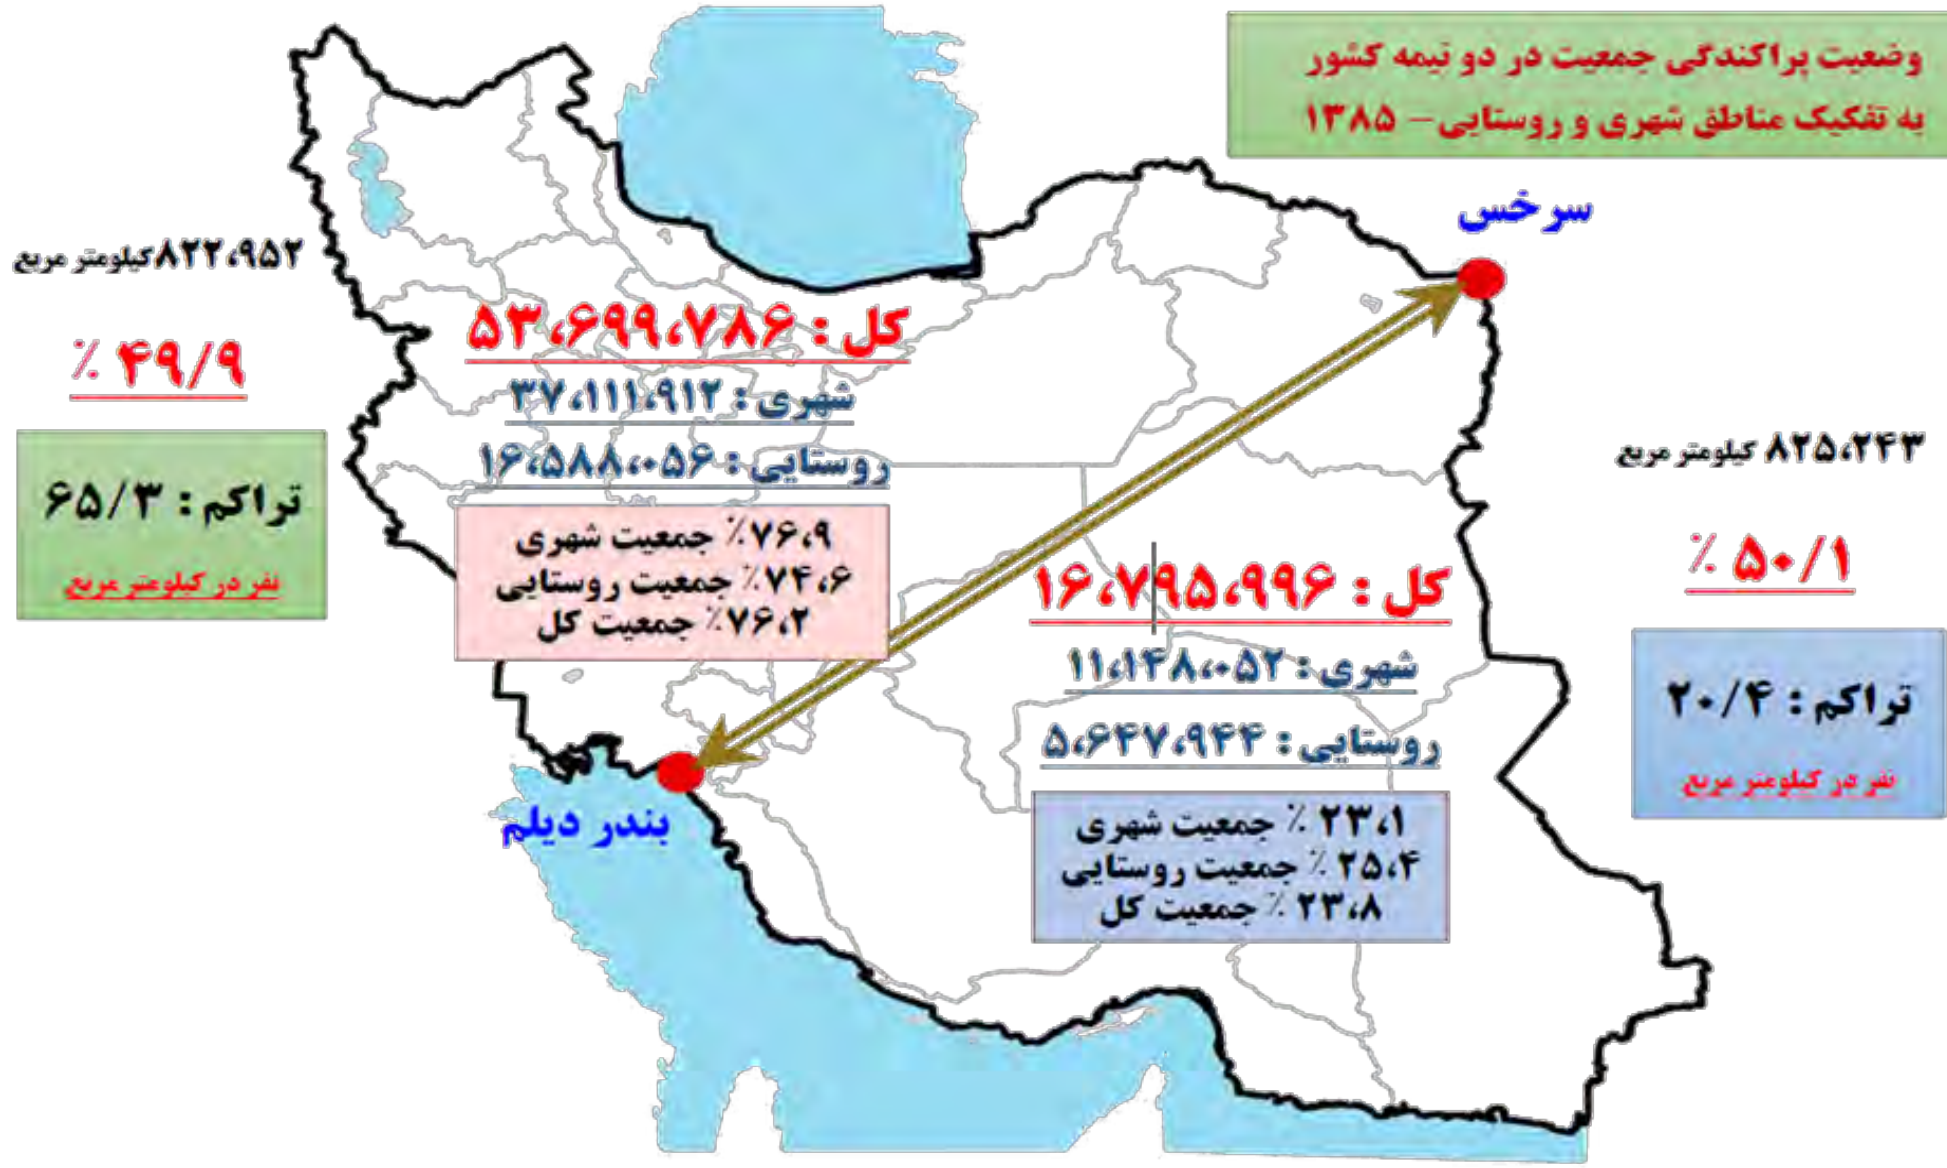 وضعیت پراکندگی جمعیت در دو نیمه کشور
به تفکیک مناطق شهری و روستایی– ۱۳۸۵
سرخس
۸۲۲،۹۵۲کیلومتر مربع
٪ ۴۹/۹
تراکم : ۶۵/۳
نفر در کیلومتر مربع
کل : ۵۳،۶۹۹،۷۸۶
شهری : ۳۷،۱۱۱،۹۱۲
روستایی : ۱۶،۵۸۸،۰۵۶
۷۶،۹٪ جمعیت شهری
۷۴،۶٪ جمعیت روستایی
۷۶،۲٪ جمعیت کل
۸۲۵،۲۴۳ کیلومتر مربع
٪ ۵۰/۱
تراکم : ۲۰/۴
نفر در کیلومتر مربع
کل : ۱۶،۷۹۵،۹۹۶
شهری : ۱۱،۱۴۸،۰۵۲
روستایی : ۵،۶۴۷،۹۴۴
۲۳،۱ ٪ جمعیت شهری
۲۵،۴ ٪ جمعیت روستایی
۲۳،۸ ٪ جمعیت کل
بندر دیلم